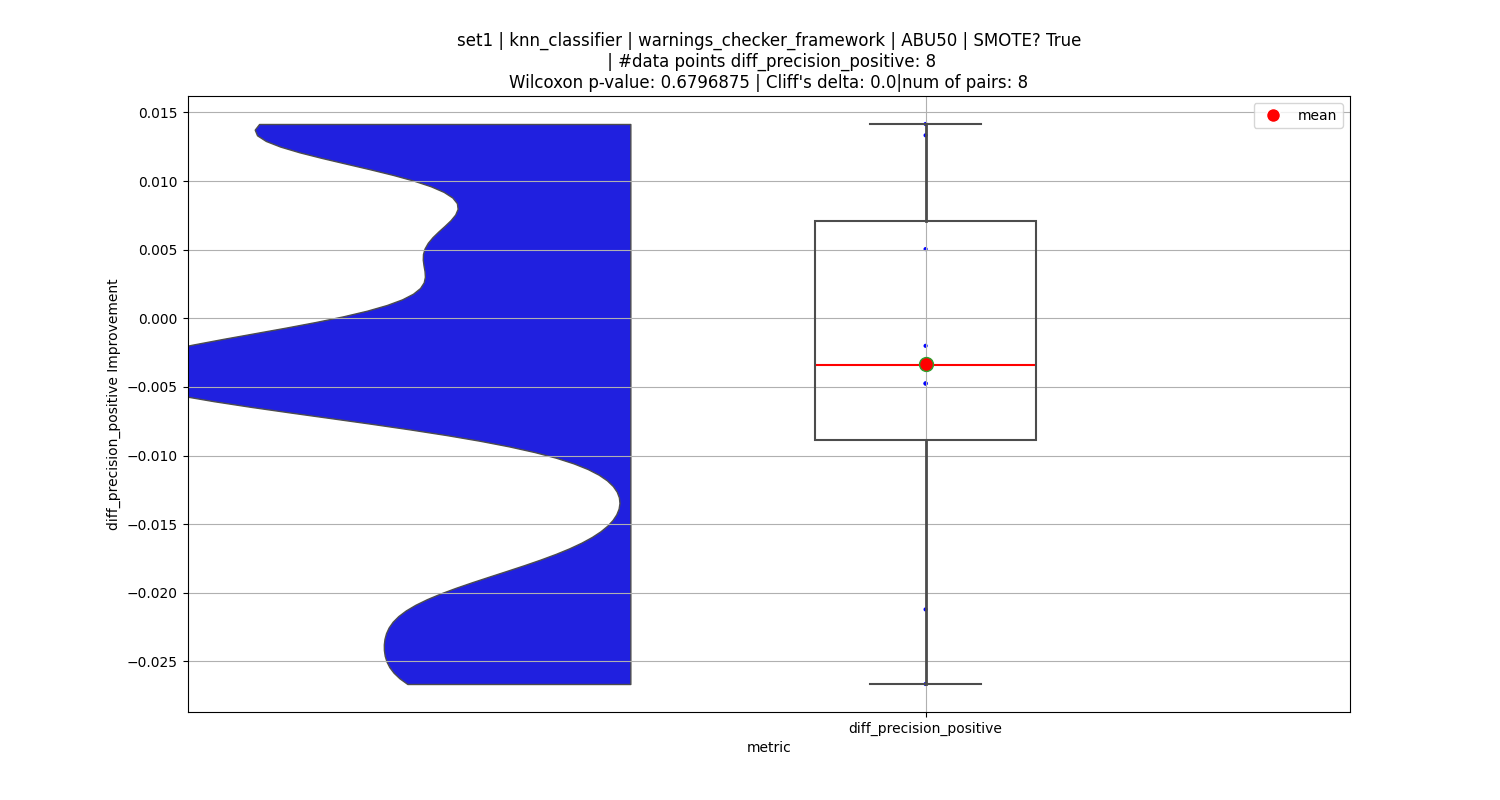 set1 | knn_classifier | warnings_checker_framework | ABU50 | SMOTE? True
| #data points diff_precision_positive: 8
Wilcoxon p-value: 0.6796875 | Cliff's delta: 0.0|num of pairs: 8
mean
0.015
0.010
0.005
0.000
−0.005
−0.010
−0.015
−0.020
−0.025
diff_precision_positive Improvement
diff_precision_positive
metric